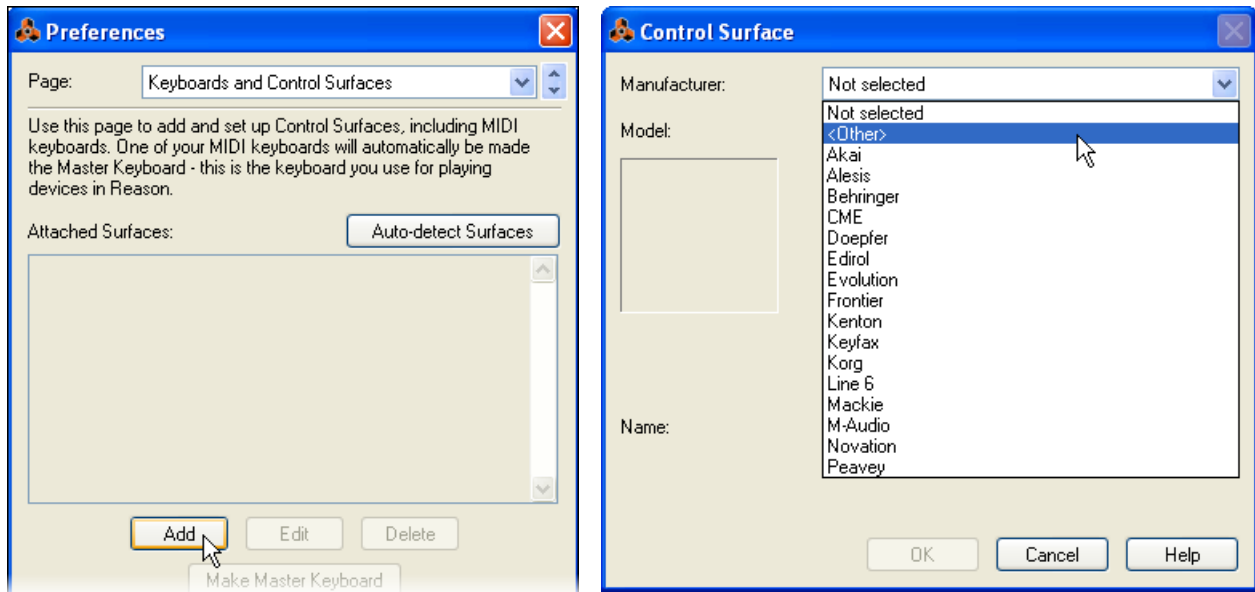 Preferences
Page:
Keyboards and Control Surfaces
Use this page to add and set up Control Surfaces, including MIDI
keyboards. One of your MIDI keyboards will automatically be made
the Master Keyboard - this is the keyboard you use for playing
devices in Reason.
Attached Surfaces:
Auto-detect Surfaces
Add
Edit
Delete
Make Master Keyboard
Control Surface
Manufacturer:
Not selected
Model:
Not selected
<Other>
Akai
Alesis
Behringer
CME
Doepfer
Edirol
Evolution
Frontier
Kenton
Keyfax
Korg
Line 6
Mackie
M-Audio
Novation
Peavey
Name:
OK
Cancel
Help